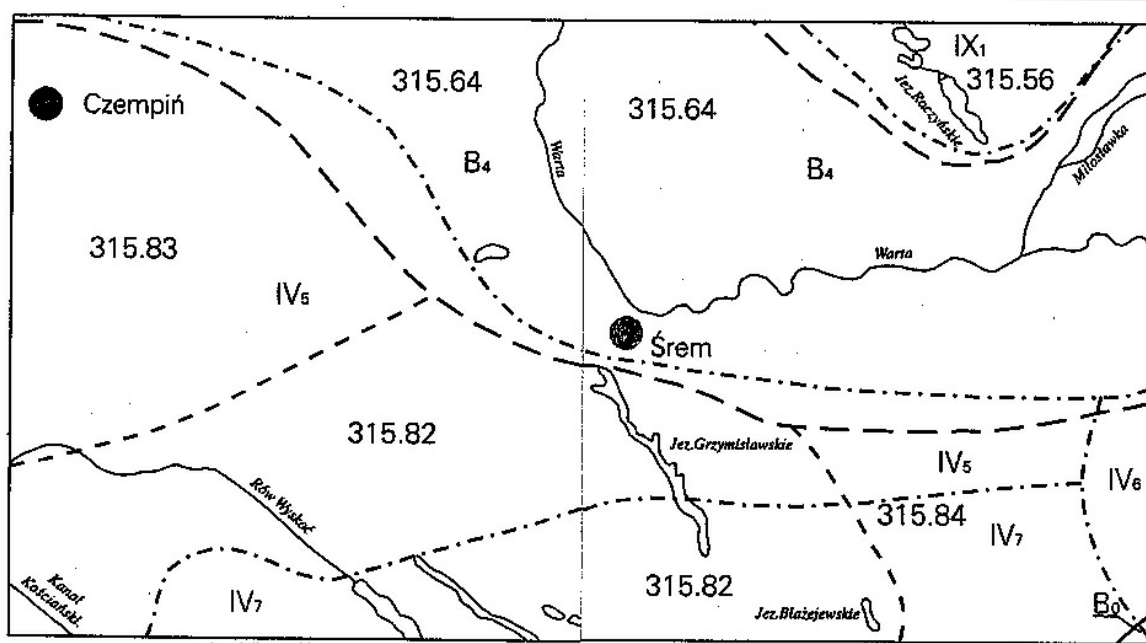 IX₁
315.64
315.56
Czempiń
315.64
Jez.Raczyńskie
Warta
B₄
B₄
Miłosławka
315.83
Warta
IV₅
Śrem
315.82
Jez.Grzymisławskie
IV₅
IV₆
Rów Wyskoć
315.84
IV₇
Kanał
Kościański.
IV₇
315.82
Jez.Błażejewskie
B₀